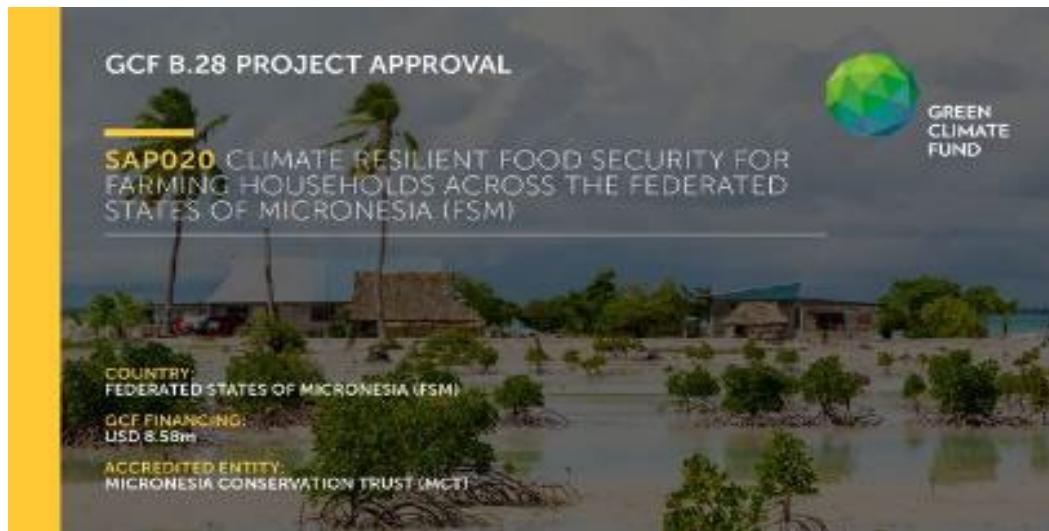 GCF B.28 PROJECT APPROVAL
GREEN
CLIMATE
FUND
SAP020 CLIMATE RESILIENT FOOD SECURITY FOR
FARMING HOUSEHOLDS ACROSS THE FEDERATED
STATES OF MICRONESIA (FSM)
COUNTRY:
FEDERATED STATES OF MICRONESIA (FSM)
GCF FINANCING:
USD 8.58m
ACCREDITED ENTITY:
MICRONESIA CONSERVATION TRUST (MCT)